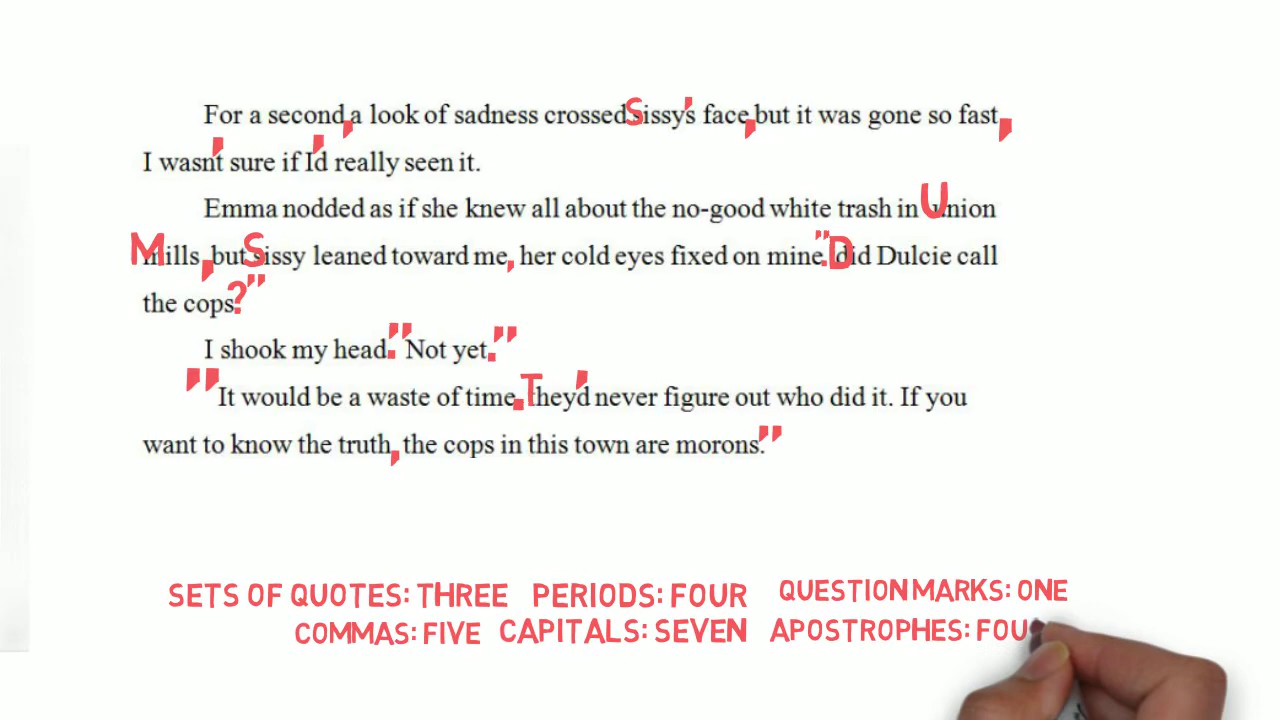 For a second, a look of sadness crossed Sissy's face, but it was gone so fast,
I wasn't sure if I'd really seen it.
Emma nodded as if she knew all about the no-good white trash in Union
Mills, but Sissy leaned toward me, her cold eyes fixed on mine. "Did Dulcie call
the cops?"
I shook my head. "Not yet."
"It would be a waste of time. They'd never figure out who did it. If you
want to know the truth, the cops in this town are morons."
SETS OF QUOTES: THREE PERIODS: FOUR QUESTION MARKS: ONE
COMMAS: FIVE CAPITALS: SEVEN APOSTROPHES: FOU